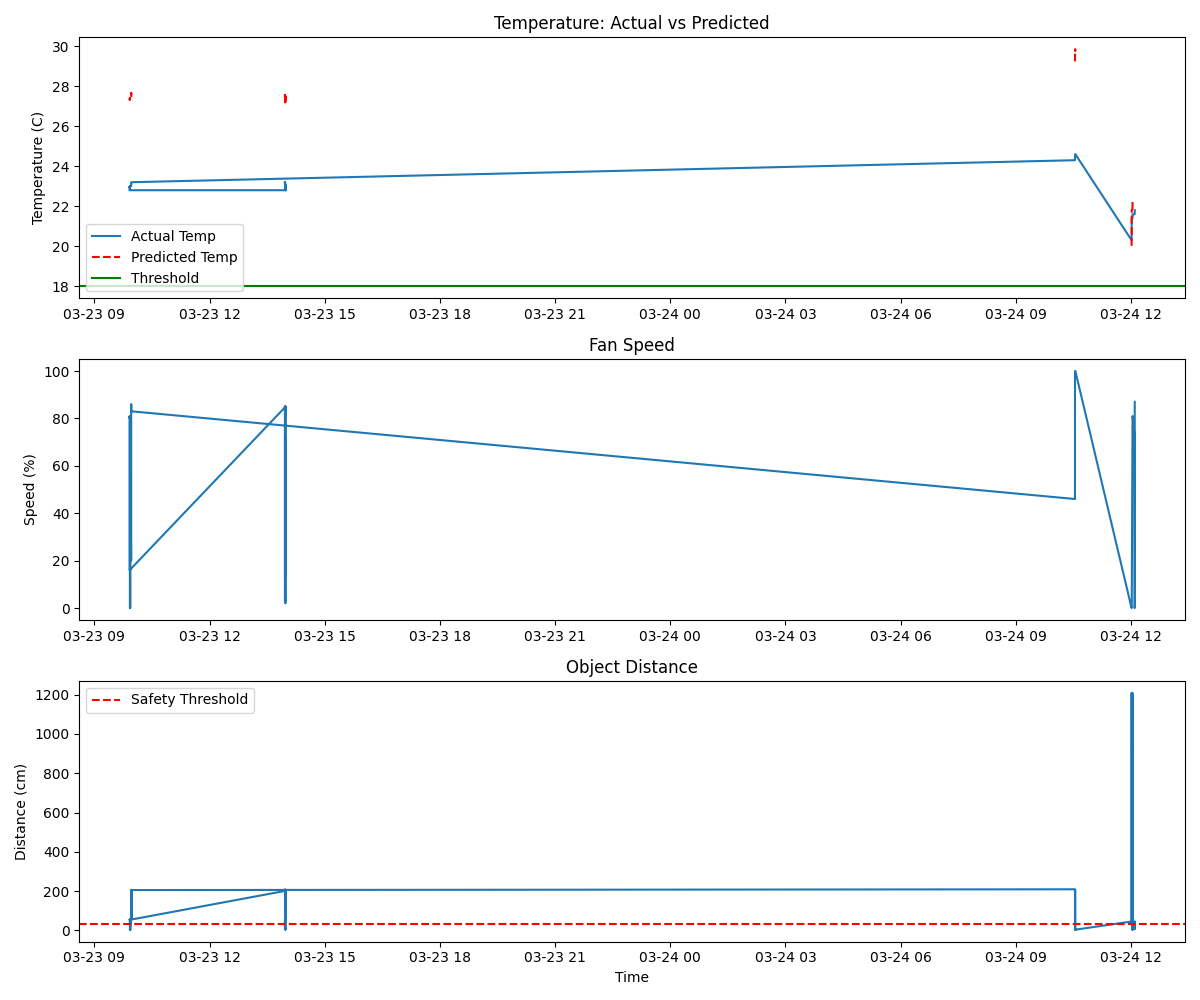 Temperature: Actual vs Predicted
Temperature (C)
30
28
26
24
22
20
18
Actual Temp
Predicted Temp
Threshold
03-23 09 03-23 12 03-23 15 03-23 18 03-23 21 03-24 00 03-24 03 03-24 06 03-24 09 03-24 12
Fan Speed
Speed (%)
100
80
60
40
20
0
03-23 09 03-23 12 03-23 15 03-23 18 03-23 21 03-24 00 03-24 03 03-24 06 03-24 09 03-24 12
Object Distance
Distance (cm)
1200
1000
800
600
400
200
0
Safety Threshold
03-23 09 03-23 12 03-23 15 03-23 18 03-23 21 03-24 00 03-24 03 03-24 06 03-24 09 03-24 12
Time